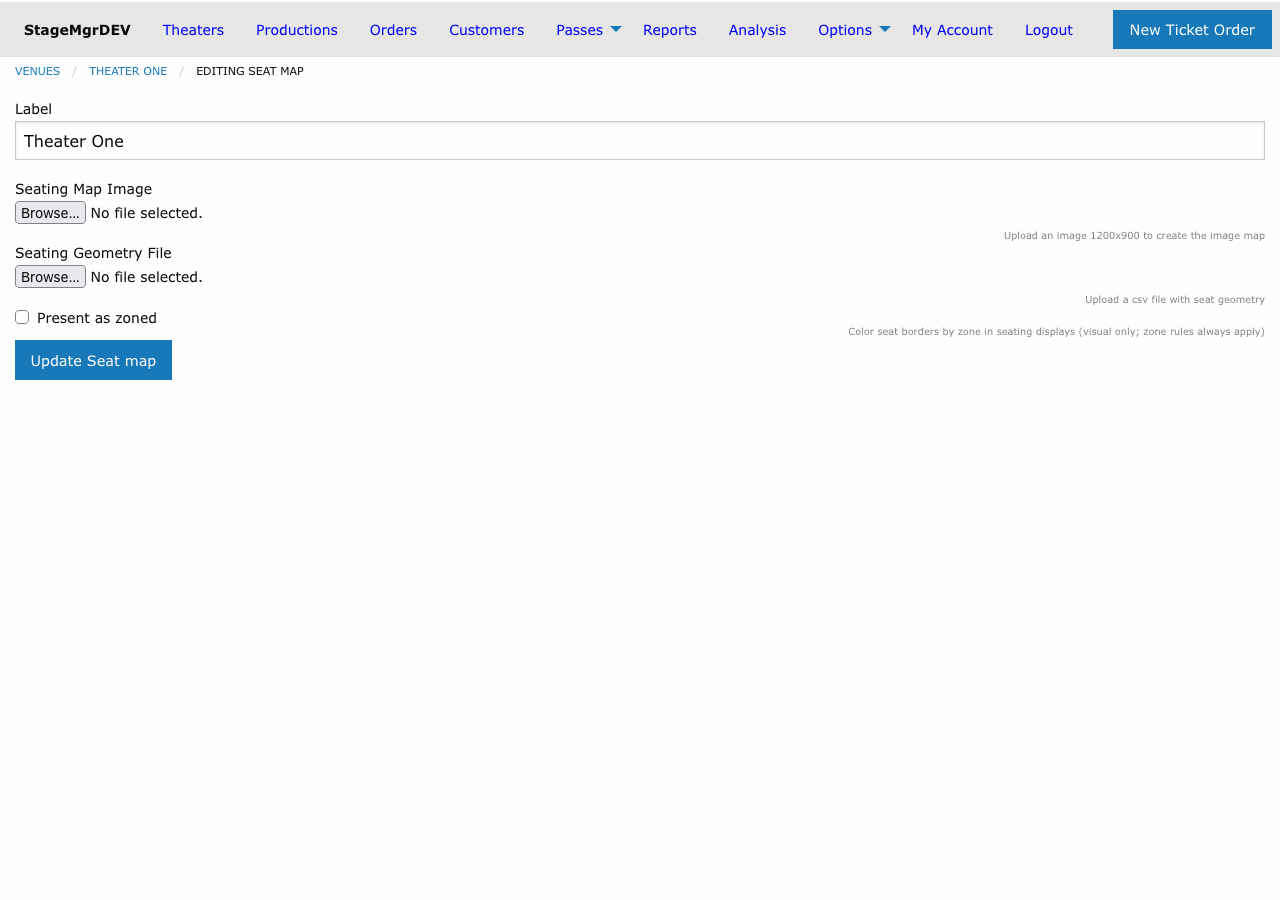 StageMgrDEV Theaters Productions Orders Customers Passes Reports Analysis Options My Account Logout New Ticket Order
VENUES / THEATER ONE / EDITING SEAT MAP
Label
Theater One
Seating Map Image
Browse... No file selected.
Upload an image 1200x900 to create the image map
Seating Geometry File
Browse... No file selected.
Upload a csv file with seat geometry
Present as zoned
Color seat borders by zone in seating displays (visual only; zone rules always apply)
Update Seat map